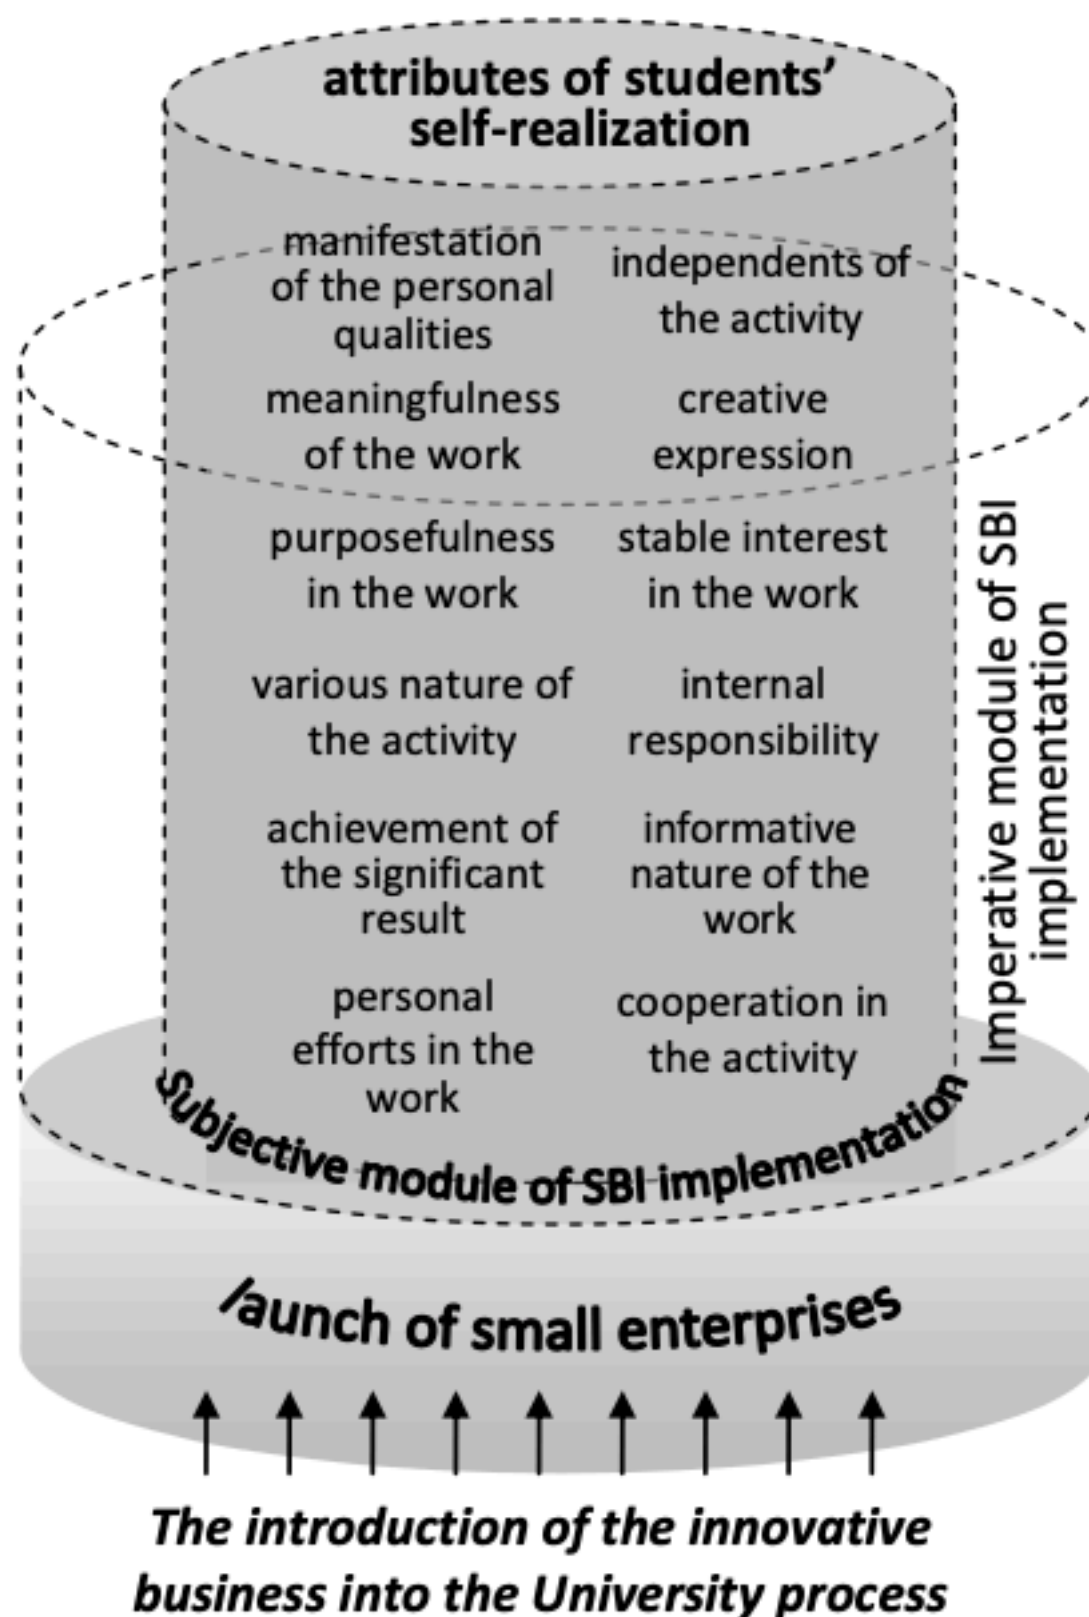 attributes of students’
self-realization
manifestation
of the personal
qualities
independents of
the activity
meaningfulness
of the work
creative
expression
purposefulness
in the work
stable interest
in the work
various nature of
the activity
internal
responsibility
achievement of
the significant
result
informative
nature of the
work
personal
efforts in the
work
cooperation in
the activity
Imperative module of SBI
implementation
Subjective module of SBI implementation
launch of small enterprises
The introduction of the innovative
business into the University process